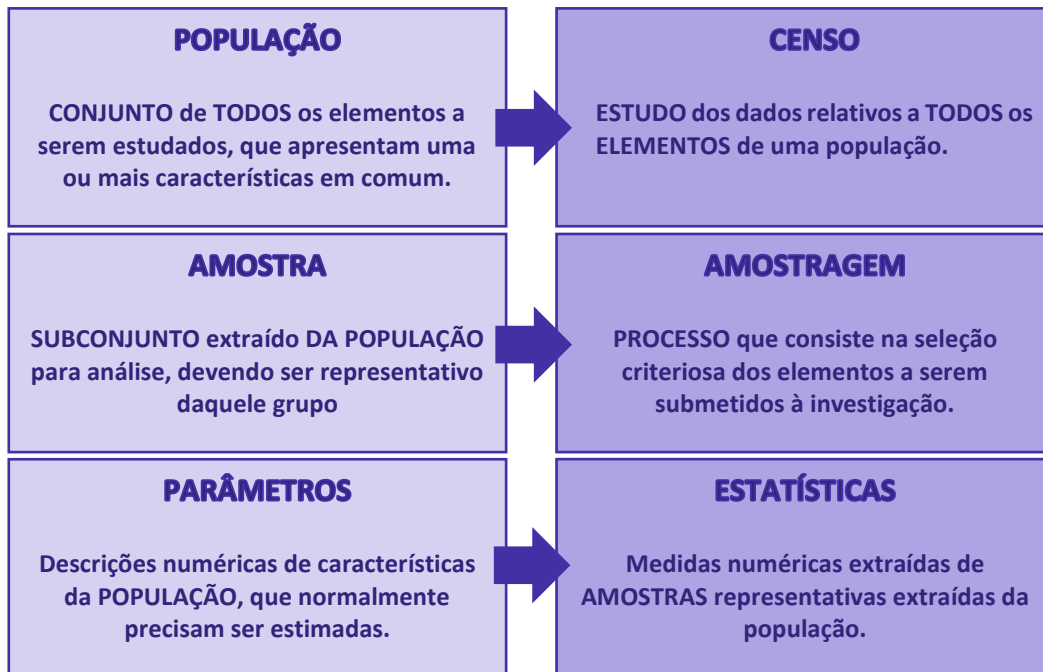 POPULAÇÃO
CONJUNTO de TODOS os elementos a
serem estudados, que apresentam uma
ou mais características em comum.
CENSO
ESTUDO dos dados relativos a TODOS os
ELEMENTOS de uma população.
AMOSTRA
SUBCONJUNTO extraído DA POPULAÇÃO
para análise, devendo ser representativo
daquele grupo
AMOSTRAGEM
PROCESSO que consiste na seleção
criteriosa dos elementos a serem
submetidos à investigação.
PARÂMETROS
Descrições numéricas de características
da POPULAÇÃO, que normalmente
precisam ser estimadas.
ESTATÍSTICAS
Medidas numéricas extraídas de
AMOSTRAS representativas extraídas da
população.